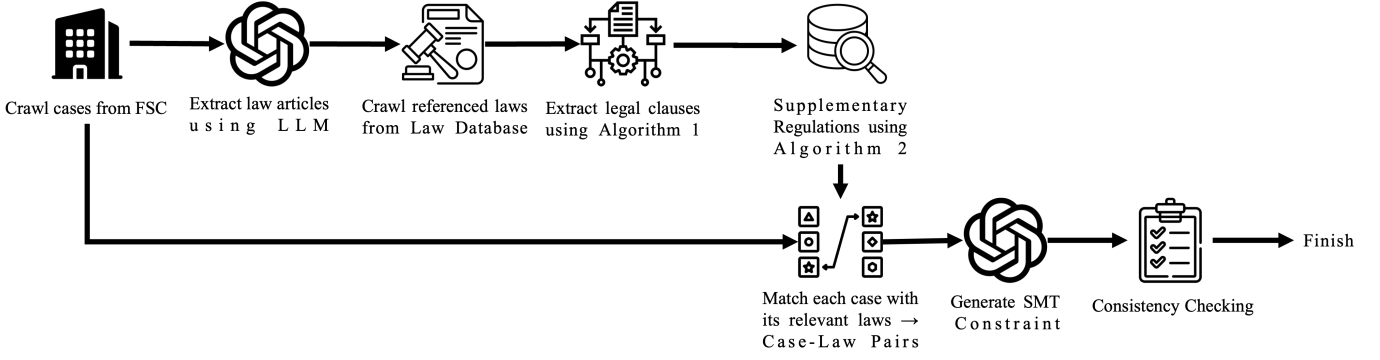 Crawl cases from FSC
Extract law articles
using LLM
Crawl referenced laws
from Law Database
Extract legal clauses
using Algorithm 1
Supplementary
Regulations using
Algorithm 2
Match each case with
its relevant laws →
Case-Law Pairs
Generate SMT
Constraint
Consistency Checking
Finish